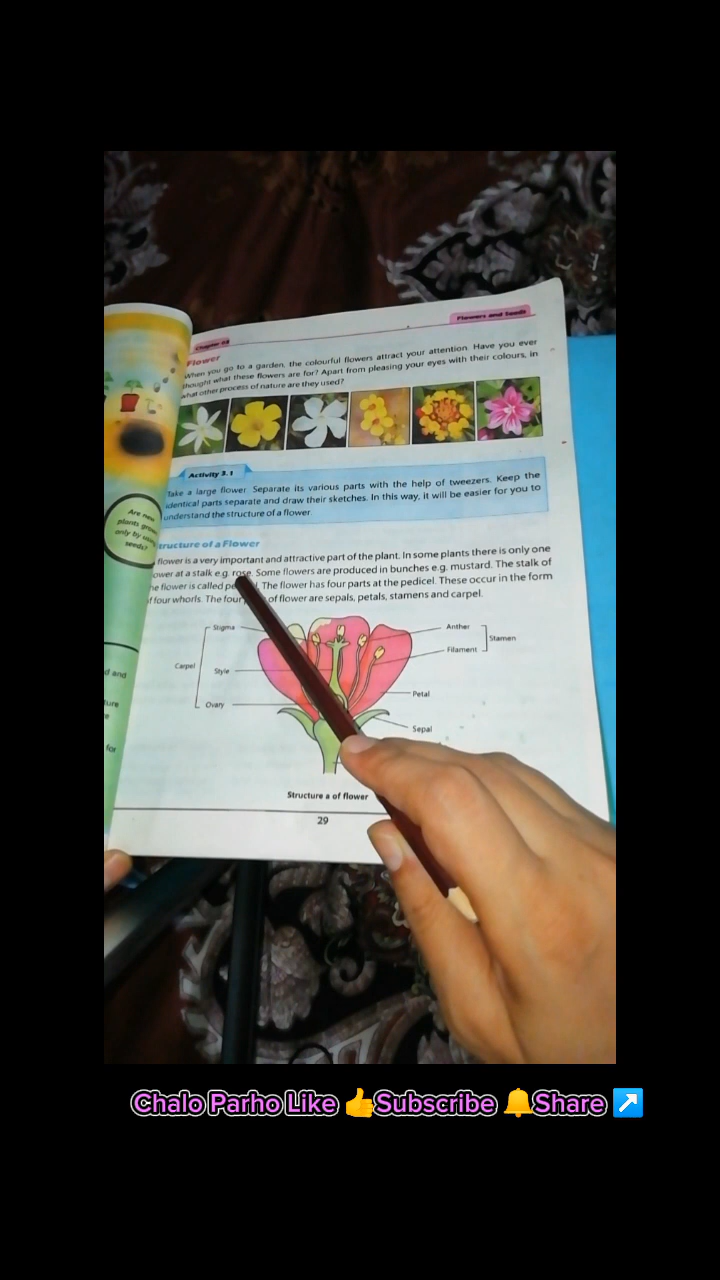 Chapter 03
Flowers and Seeds
Flower
When you go to a garden, the colourful flowers attract your attention. Have you ever
thought what these flowers are for? Apart from pleasing your eyes with their colours, in
what other process of nature are they used?
Activity 3.1
Take a large flower. Separate its various parts with the help of tweezers. Keep the
identical parts separate and draw their sketches. In this way, it will be easier for you to
understand the structure of a flower.
Are new
plants grow
only by
seeds?
tructure of a Flower
flower is a very important and attractive part of the plant. In some plants there is only one
ower at a stalk e.g. rose. Some flowers are produced in bunches e.g. mustard. The stalk of
he flower is called The flower has four parts at the pedicel. These occur in the form
f four whorls. The four of flower are sepals, petals, stamens and carpel.
Stigma
Anther
Stamen
Filament
Carpel
Style
Petal
Ovary
Sepal
d and
ture
e
for
Structure a of flower
29
Chalo Parho Like 👍Subscribe 🔔Share ↗️